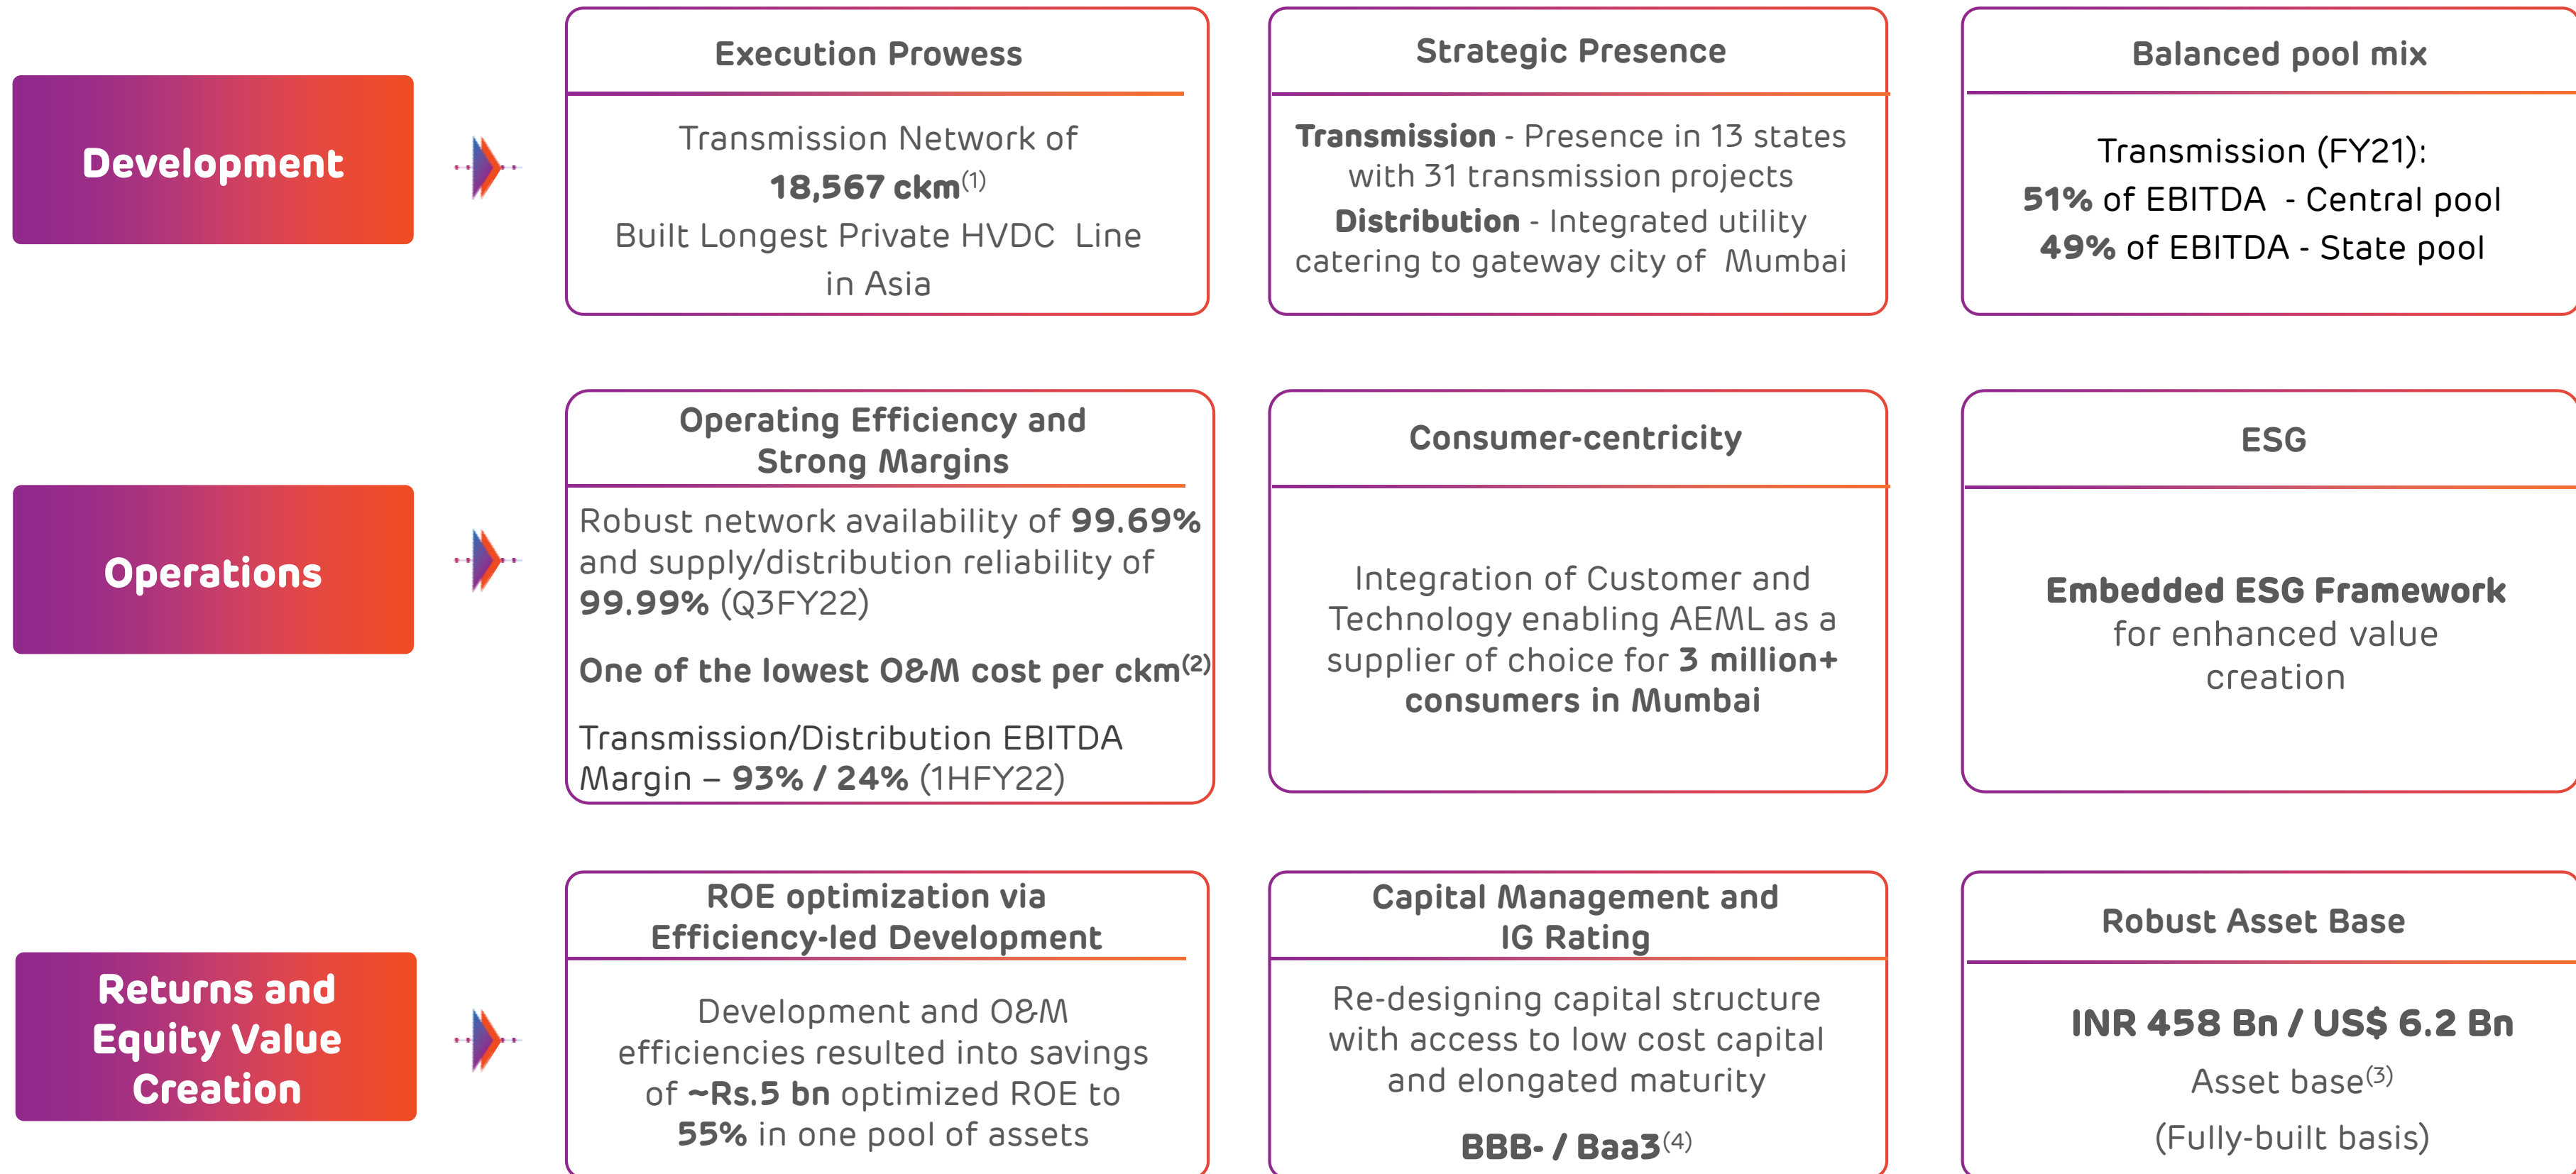 Development
Execution Prowess
Transmission Network of
18,567 ckm(1)
Built Longest Private HVDC Line
in Asia
Strategic Presence
Transmission - Presence in 13 states
with 31 transmission projects
Distribution - Integrated utility
catering to gateway city of Mumbai
Balanced pool mix
Transmission (FY21):
51% of EBITDA - Central pool
49% of EBITDA - State pool
Operations
Operating Efficiency and
Strong Margins
Robust network availability of 99.69%
and supply/distribution reliability of
99.99% (Q3FY22)
One of the lowest O&M cost per ckm(2)
Transmission/Distribution EBITDA
Margin – 93% / 24% (1HFY22)
Consumer-centricity
Integration of Customer and
Technology enabling AEML as a
supplier of choice for 3 million+
consumers in Mumbai
ESG
Embedded ESG Framework
for enhanced value
creation
Returns and
Equity Value
Creation
ROE optimization via
Efficiency-led Development
Development and O&M
efficiencies resulted into savings
of ~Rs.5 bn optimized ROE to
55% in one pool of assets
Capital Management and
IG Rating
Re-designing capital structure
with access to low cost capital
and elongated maturity
BBB- / Baa3(4)
Robust Asset Base
INR 458 Bn / US$ 6.2 Bn
Asset base(3)
(Fully-built basis)